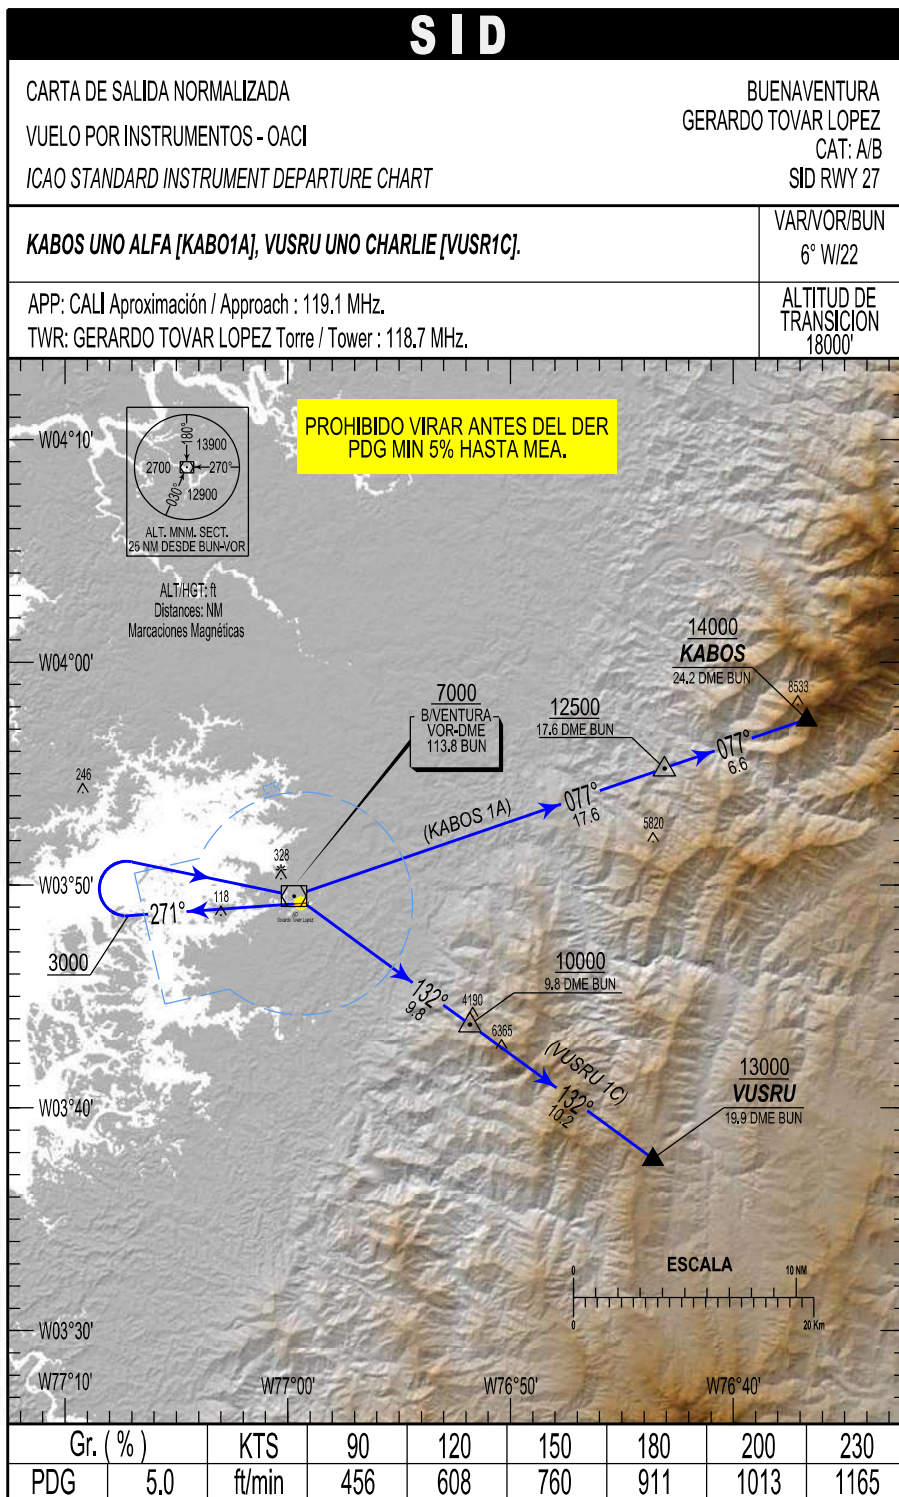 SID
CARTA DE SALIDA NORMALIZADA
VUELO POR INSTRUMENTOS - OACI
ICAO STANDARD INSTRUMENT DEPARTURE CHART
BUENAVENTURA
GERARDO TOVAR LOPEZ
CAT: A/B
SID RWY 27
KABOS UNO ALFA [KABO1A], VUSRU UNO CHARLIE [VUSR1C].
VAR/VOR/BUN
6° W/22
APP: CALI Aproximación / Approach : 119.1 MHz.
TWR: GERARDO TOVAR LOPEZ Torre / Tower : 118.7 MHz.
ALTITUD DE
TRANSICION
18000'
PROHIBIDO VIRAR ANTES DEL DER
PDG MIN 5% HASTA MEA.
W04°10'
180°
13900
2700
270°
030°
12900
ALT. MNM. SECT.
25 NM DESDE BUN-VOR
ALT/HGT: ft
Distances: NM
Marcaciones Magnéticas
W04°00'
14000
KABOS
24.2 DME BUN
8533
7000
B/VENTURA
VOR-DME
113.8 BUN
12500
17.6 DME BUN
077°
6.6
246
077°
17.6
(KABOS 1A)
5820
328
W03°50'
118
271°
3000
10000
9.8 DME BUN
132°
9.8
4190
6365
(VUSRU 1C)
132°
10.2
13000
VUSRU
19.9 DME BUN
W03°40'
ESCALA
0
10 NM
0
20 Km
W03°30'
W77°10'
W77°00'
W76°50'
W76°40'
Gr. ( % )
KTS
90
120
150
180
200
230
PDG
5.0
ft/min
456
608
760
911
1013
1165